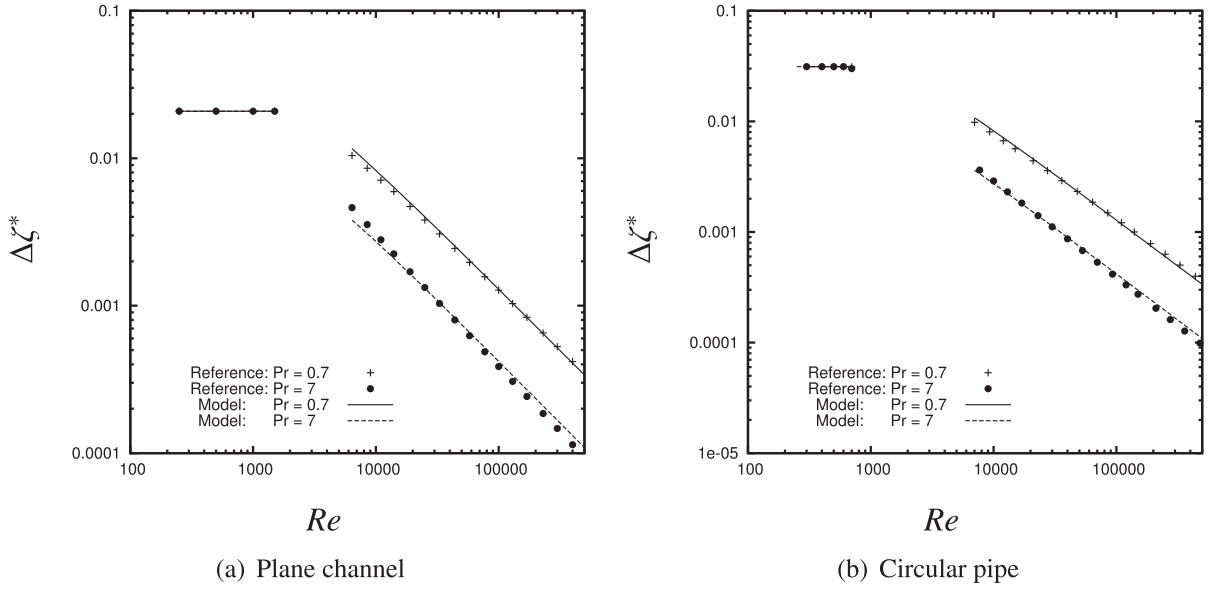 0.1
0.01
0.001
0.0001
Δζ*
Reference: Pr = 0.7
Reference: Pr = 7
Model: Pr = 0.7
Model: Pr = 7
100 1000 10000 100000
Re
(a) Plane channel
0.1
0.01
0.001
0.0001
1e-05
Δζ*
Reference: Pr = 0.7
Reference: Pr = 7
Model: Pr = 0.7
Model: Pr = 7
100 1000 10000 100000
Re
(b) Circular pipe